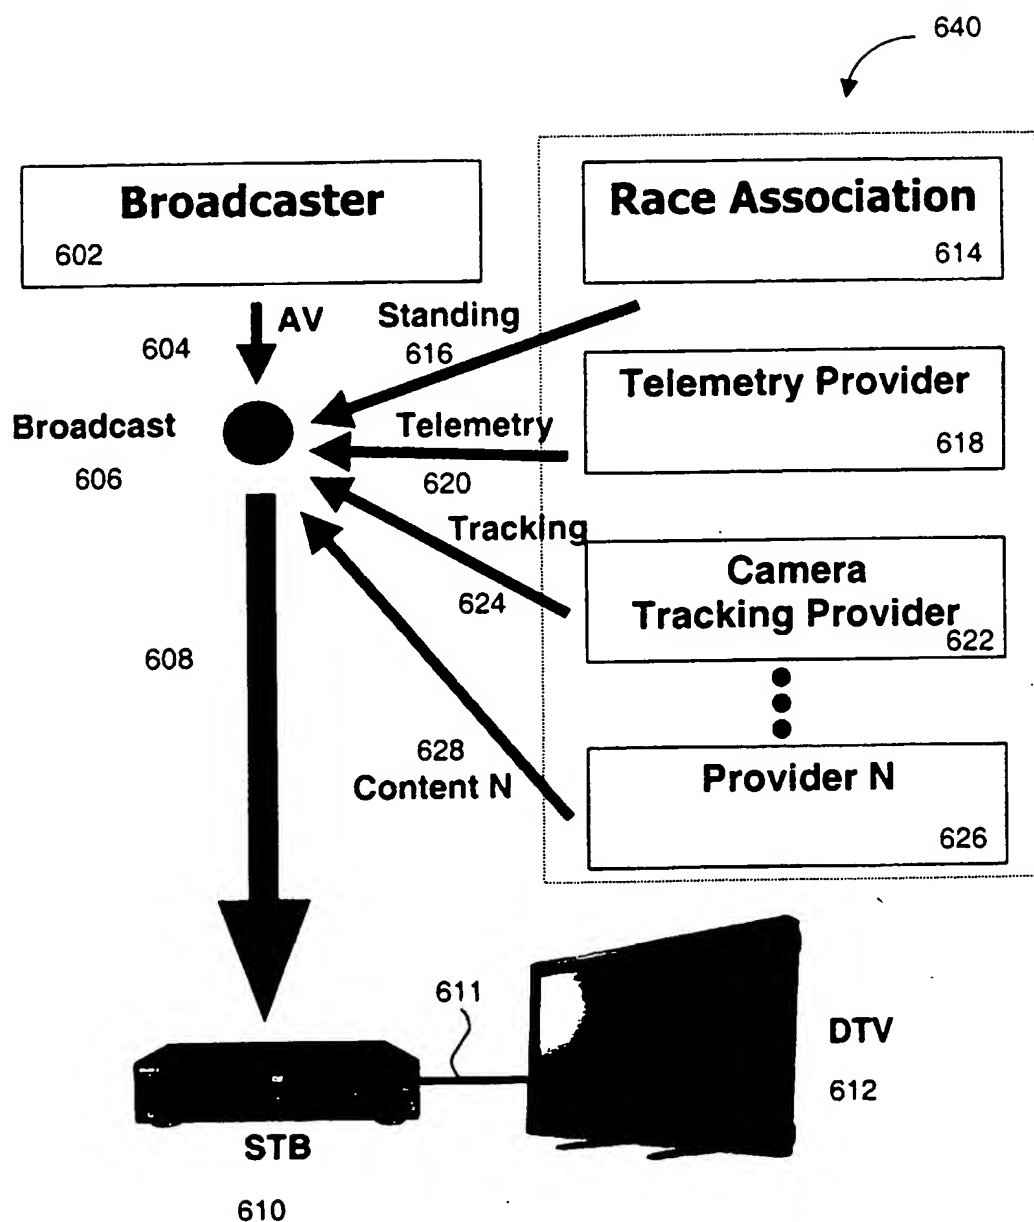 640
Broadcaster
602
Race Association
614
AV
604
Standing
616
Telemetry Provider
618
Broadcast
606
Telemetry
620
Tracking
624
Camera
Tracking Provider
622
608
628
Content N
Provider N
626
611
DTV
612
STB
610